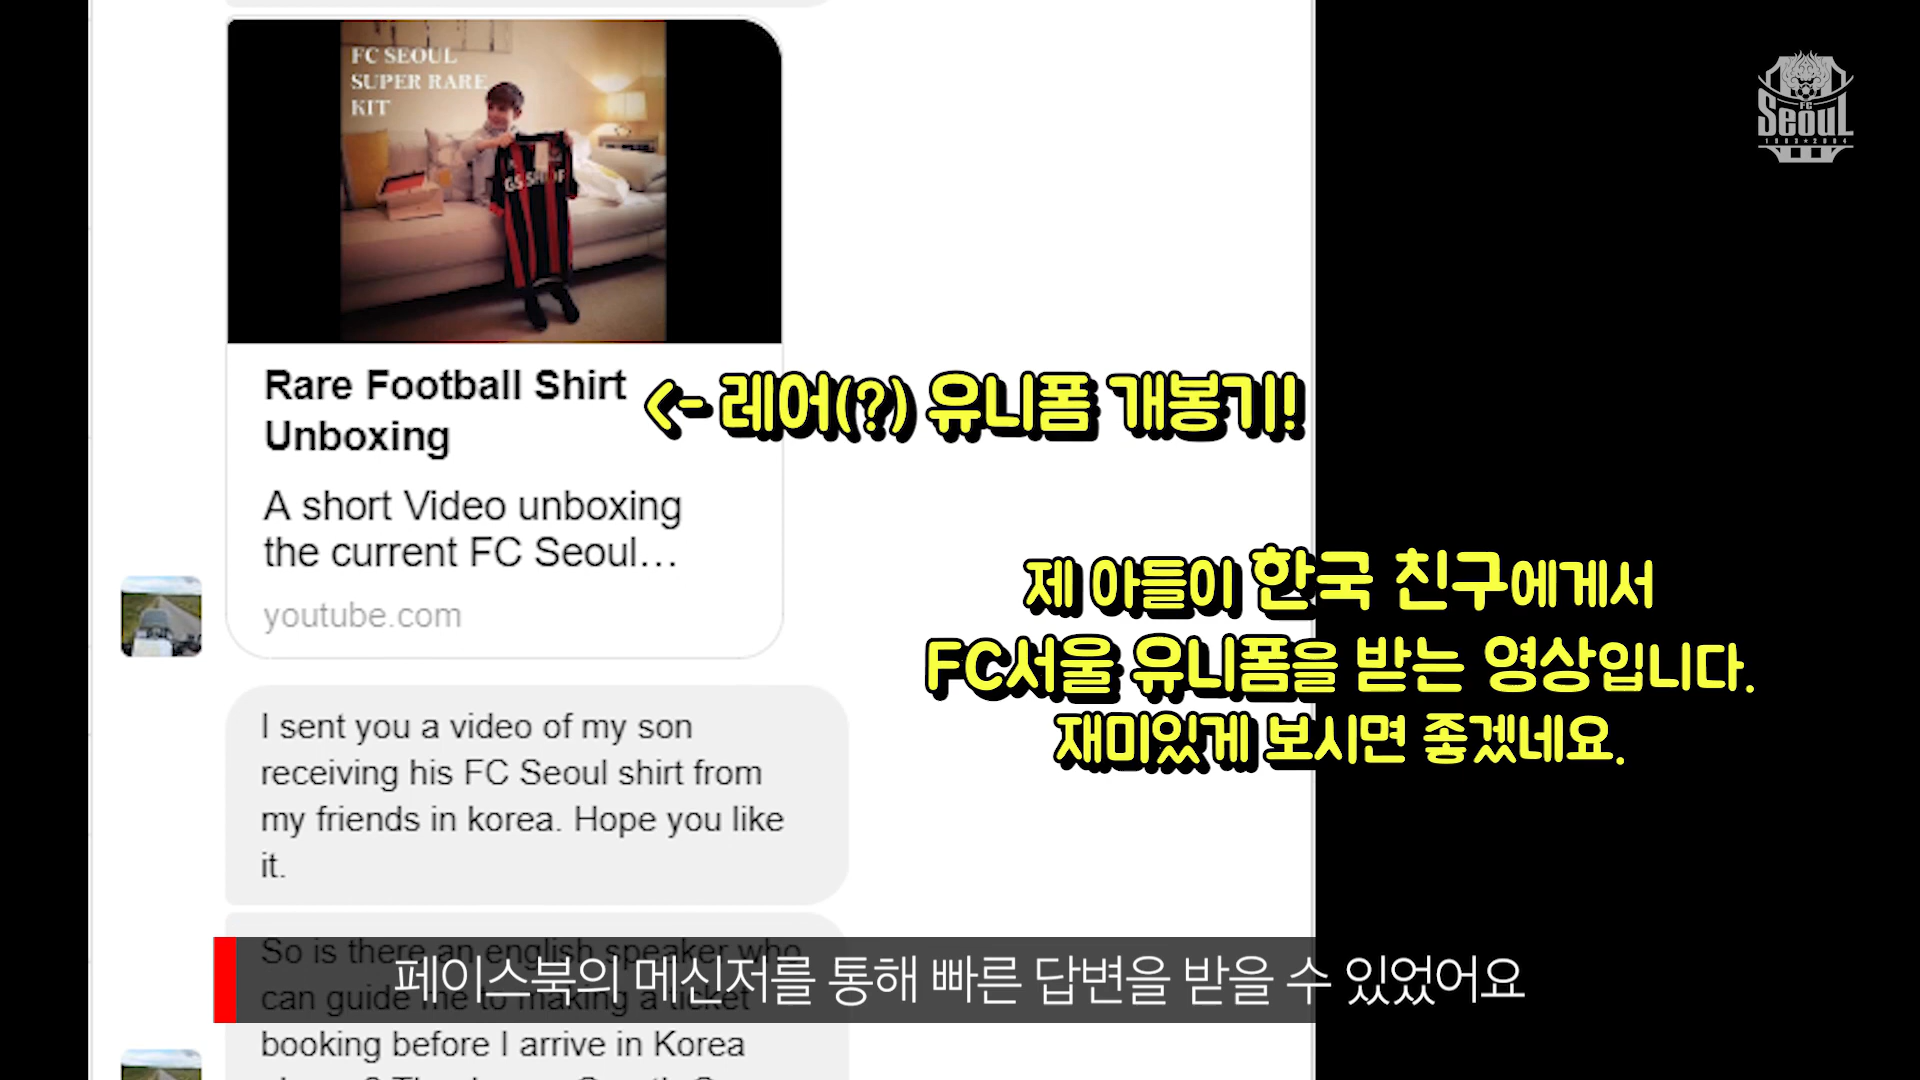 FC SEOUL
SUPER RARE
KIT
FC
SEOUL
1983★2004
Rare Football Shirt
Unboxing
<- 레어(?) 유니폼 개봉기!
A short Video unboxing
the current FC Seoul...
youtube.com
제 아들이 한국 친구에게서
FC서울 유니폼을 받는 영상입니다.
재미있게 보시면 좋겠네요.
I sent you a video of my son
receiving his FC Seoul shirt from
my friends in korea. Hope you like
it.
So is there an english speaker who
can guide me to making a ticket
booking before I arrive in Korea
페이스북의 메신저를 통해 빠른 답변을 받을 수 있었어요